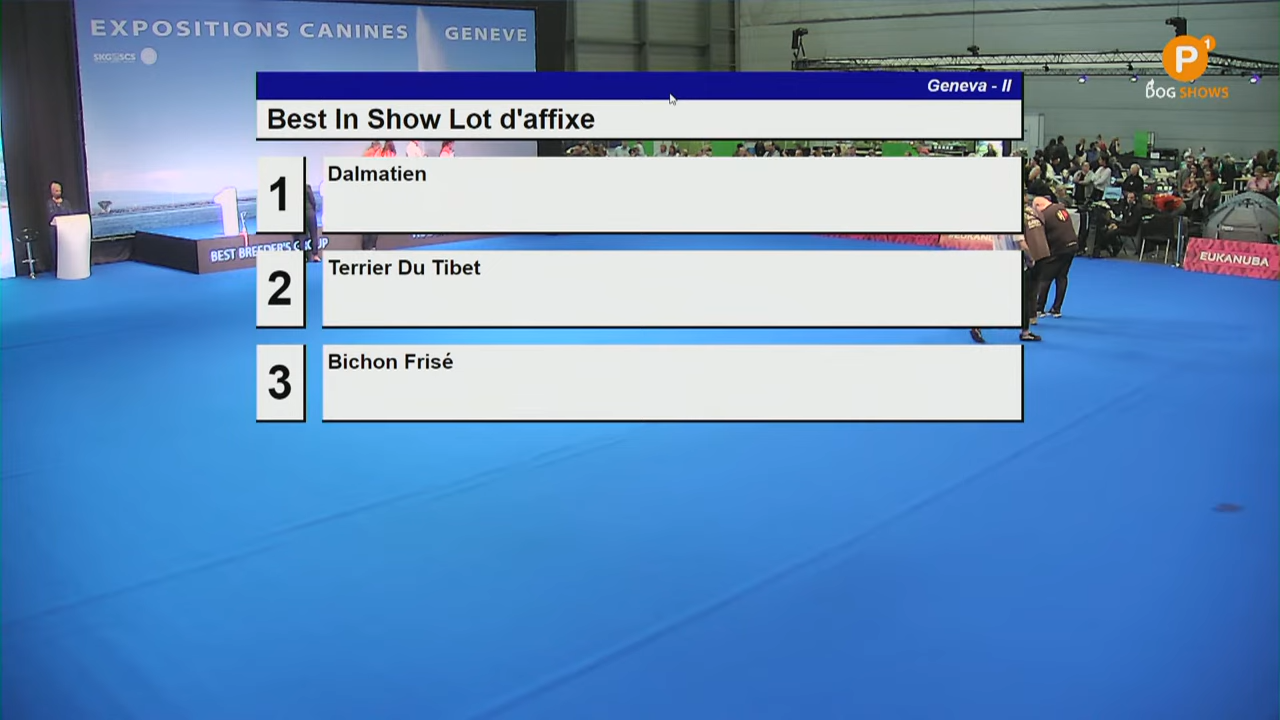 EXPOSITIONS CANINES GENEVE
SKG SCS
P1
DOG SHOWS
Geneva - II
Best In Show Lot d'affixe
1
Dalmatien
2
Terrier Du Tibet
3
Bichon Frisé
1
BEST BREEDER'S
EUKANUBA